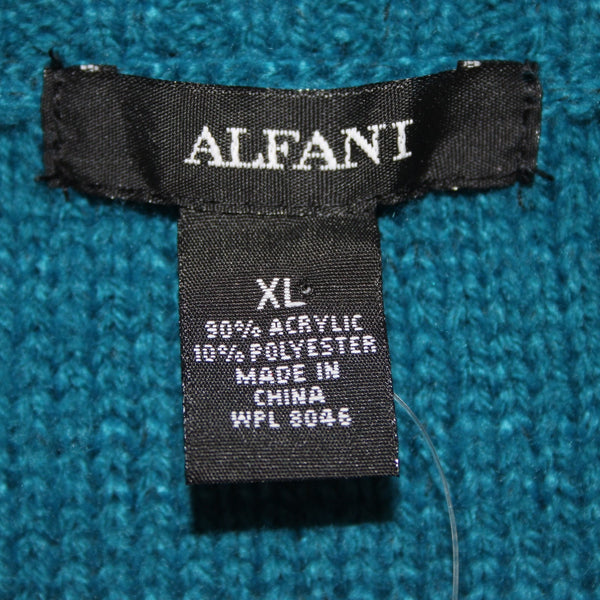 ALFANI
XL
90% ACRYLIC
10% POLYESTER
MADE IN
CHINA
WPL 8046